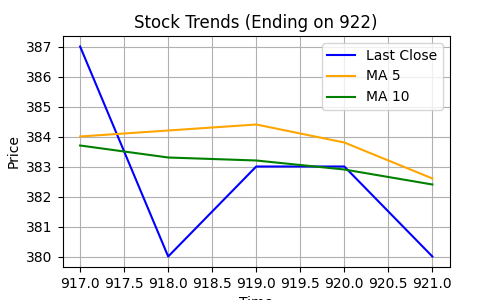 Stock Trends (Ending on 922)
Last Close
MA 5
MA 10
Price
387
386
385
384
383
382
381
380
917.0 917.5 918.0 918.5 919.0 919.5 920.0 920.5 921.0
Time